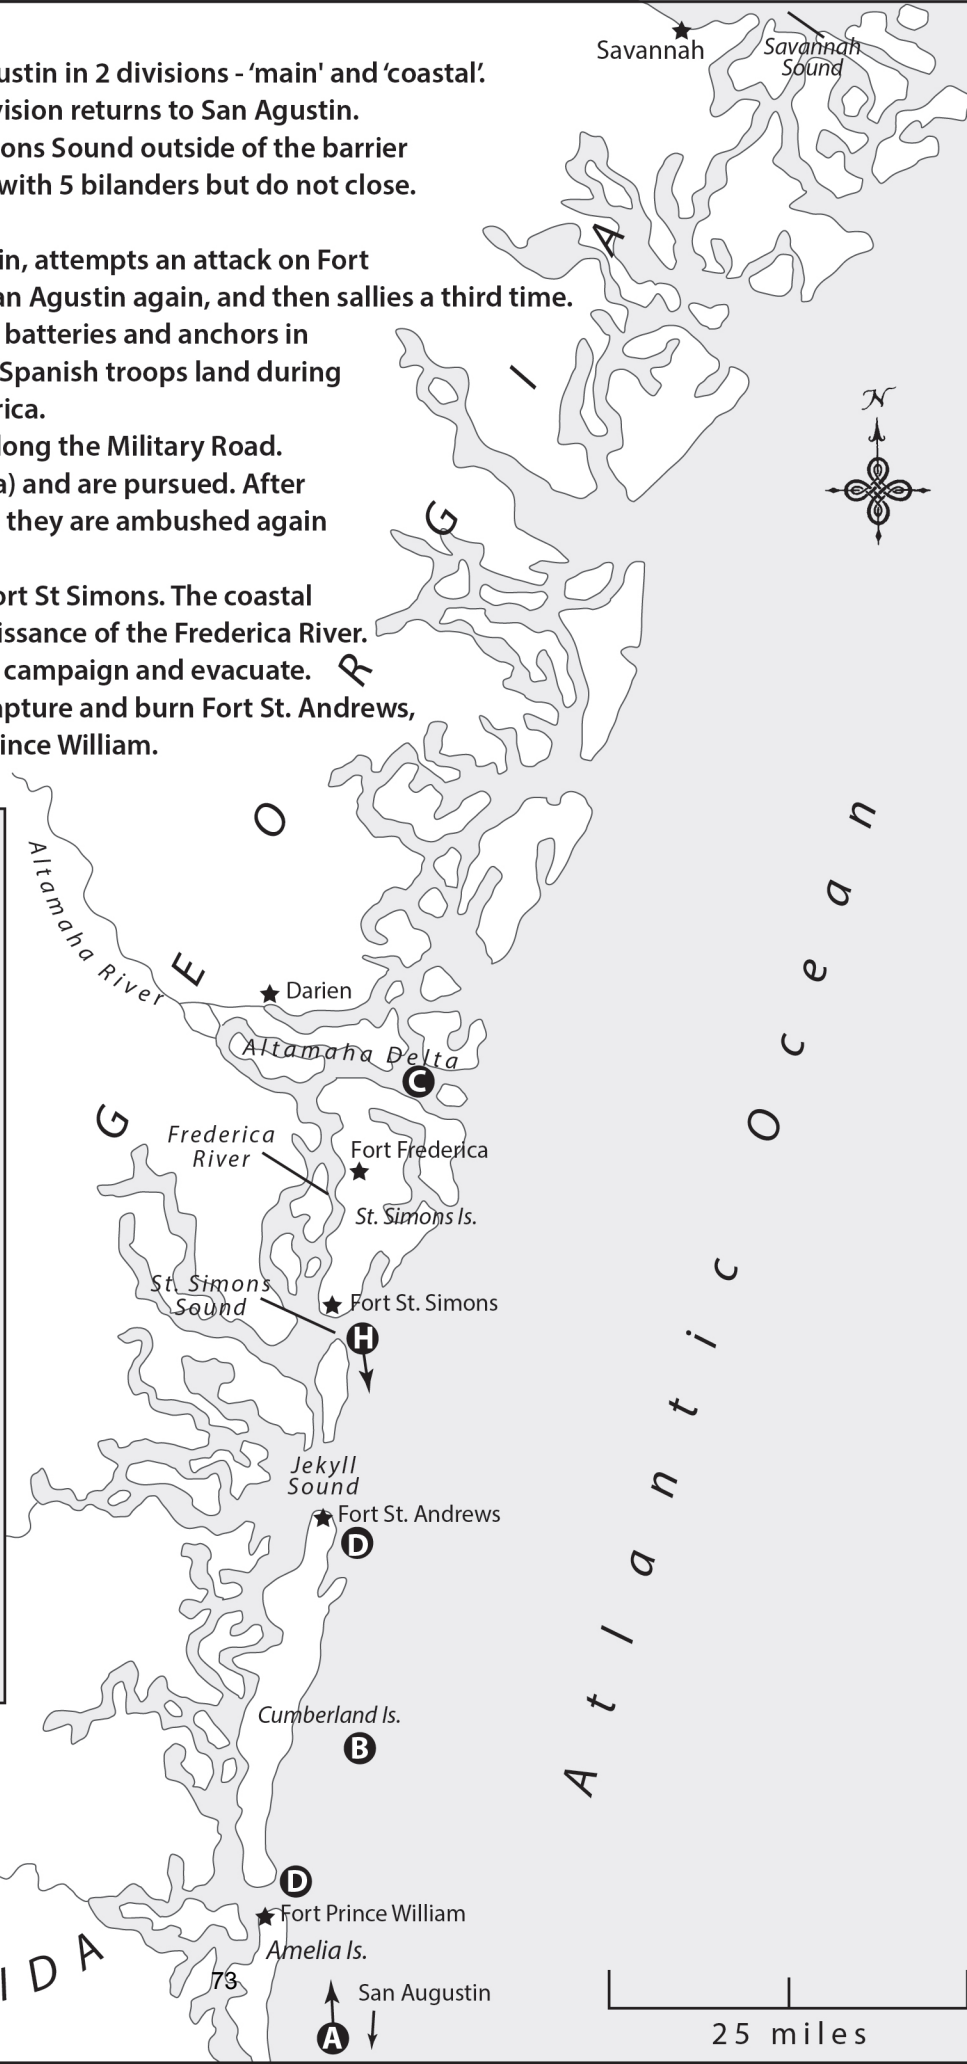 Savannah
Savannah
Sound
ustin in 2 divisions - ‘main' and ‘coastal’.
vision returns to San Agustin.
ons Sound outside of the barrier
with 5 bilanders but do not close.
in, attempts an attack on Fort
an Agustin again, and then sallies a third time.
batteries and anchors in
Spanish troops land during
rica.
long the Military Road.
a) and are pursued. After
they are ambushed again
ort St Simons. The coastal
issance of the Frederica River.
campaign and evacuate.
apture and burn Fort St. Andrews,
ince William.
N
GEORGIA
Altamaha River
Darien
Altamaha Delta
C
Frederica
River
Fort Frederica
St. Simons Is.
St. Simons
Sound
Fort St. Simons
H
Jekyll
Sound
Fort St. Andrews
D
Cumberland Is.
B
D
Fort Prince William
Amelia Is.
IDA
73
San Augustin
A
Atlantic Ocean
25 miles